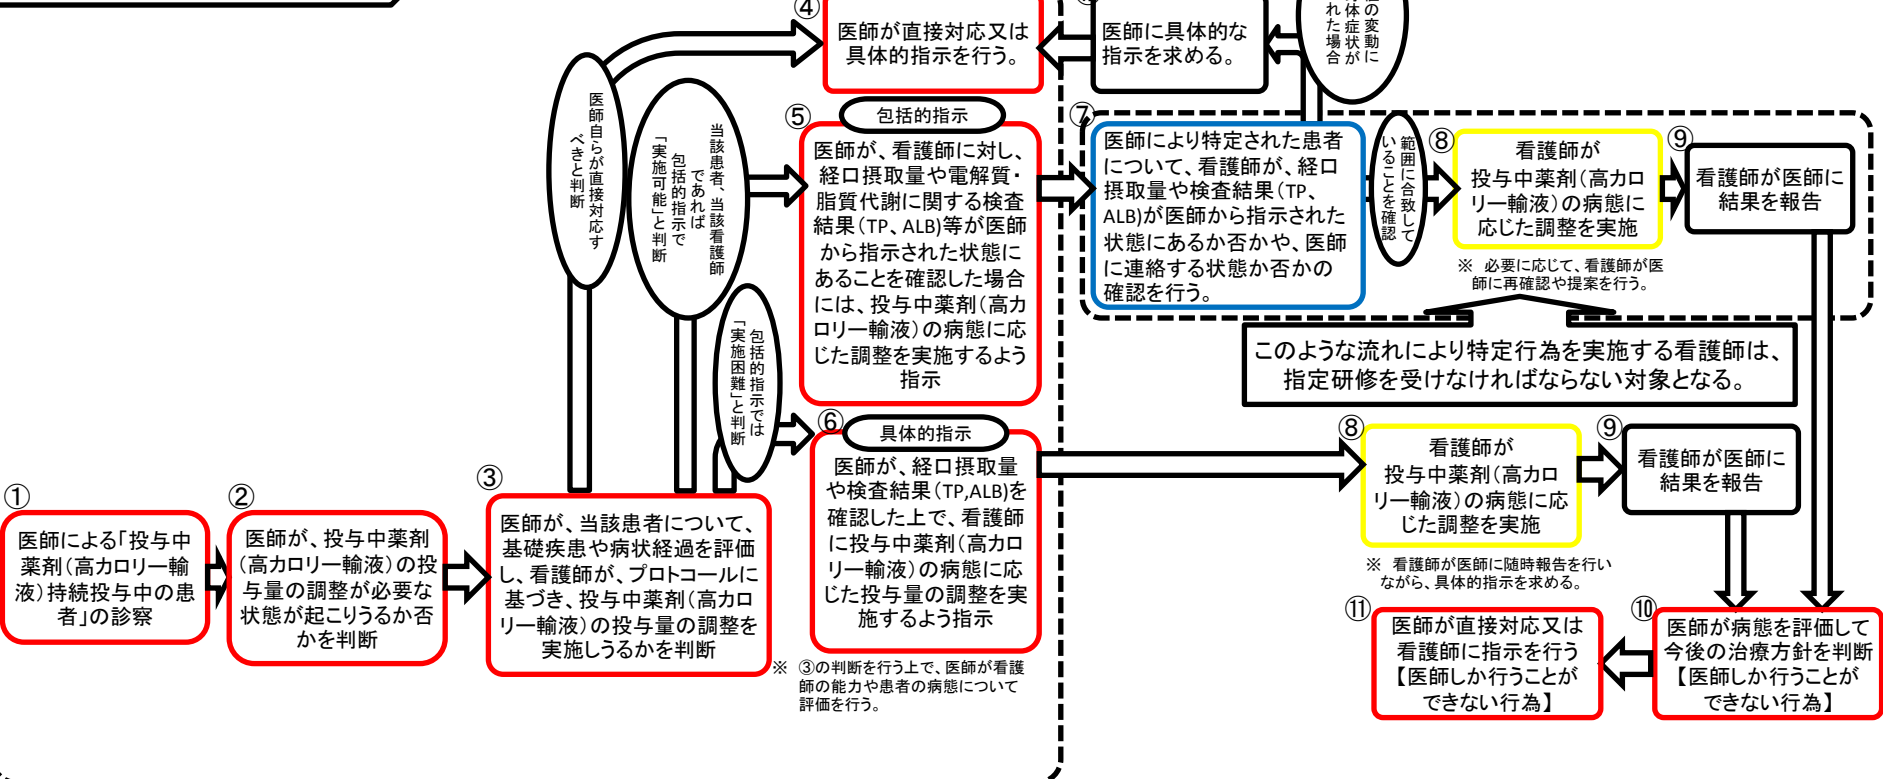 ①
医師による「投与中
薬剤(高カロリー輸
液)持続投与中の患
者」の診察
②
医師が、投与中薬剤
(高カロリー輸液)の投
与量の調整が必要な
状態が起こりうるか否
かを判断
③
医師が、当該患者について、
基礎疾患や病状経過を評価
し、看護師が、プロトコールに
基づき、投与中薬剤(高カロ
リー輸液)の投与量の調整を
実施しうるかを判断
※ ③の判断を行う上で、医師が看護
師の能力や患者の病態について
評価を行う。
医師自らが直接対応す
べきと判断
当該患者、当該看護師
であれば
包括的指示で
「実施可能」と判断
包括的指示では
「実施困難」と判断
④
医師が直接対応又は
具体的指示を行う。
医師に具体的な
指示を求める。
の変動に
体症状が
れた場合
⑤
包括的指示
医師が、看護師に対し、
経口摂取量や電解質・
脂質代謝に関する検査
結果(TP、ALB)等が医師
から指示された状態に
あることを確認した場合
には、投与中薬剤(高カ
ロリー輸液)の病態に応
じた調整を実施するよう
指示
⑥
具体的指示
医師が、経口摂取量
や検査結果(TP,ALB)を
確認した上で、看護師
に投与中薬剤(高カロ
リー輸液)の病態に応
じた投与量の調整を実
施するよう指示
⑦
医師により特定された患者
について、看護師が、経口
摂取量や検査結果(TP、
ALB)が医師から指示された
状態にあるか否かや、医師
に連絡する状態か否かの
確認を行う。
範囲に合致して
いることを確認
⑧
看護師が
投与中薬剤(高カロ
リー輸液)の病態に
応じた調整を実施
※ 必要に応じて、看護師が医
師に再確認や提案を行う。
⑨
看護師が医師に
結果を報告
このような流れにより特定行為を実施する看護師は、
指定研修を受けなければならない対象となる。
⑧
看護師が
投与中薬剤(高カロ
リー輸液)の病態に応
じた調整を実施
※ 看護師が医師に随時報告を行い
ながら、具体的指示を求める。
⑨
看護師が医師に
結果を報告
⑩
医師が病態を評価して
今後の治療方針を判断
【医師しか行うことが
できない行為】
⑪
医師が直接対応又は
看護師に指示を行う
【医師しか行うことが
できない行為】